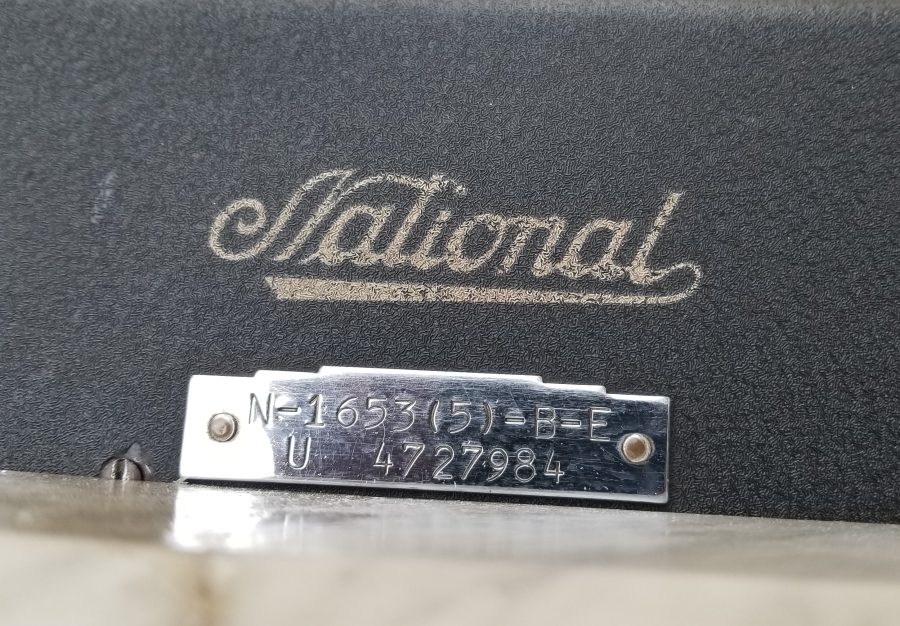 National
N-1653(5)-B-E
U 4727984